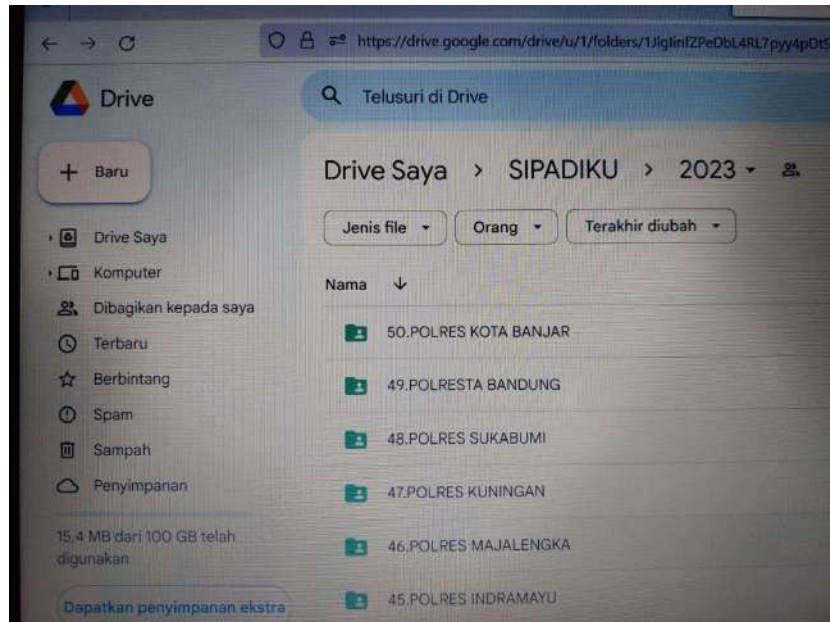 https://drive.google.com/drive/u/1/folders/
Drive
Telusuri di Drive
Baru
Drive Saya > SIPADIKU > 2023
Jenis file
Orang
Terakhir diubah
Drive Saya
Komputer
Dibagikan kepada saya
Terbaru
Berbintang
Spam
Sampah
Penyimpanan
15,4 MB dari 100 GB telah
digunakan
Dapatkan penyimpanan ekstra
Nama
50.POLRES KOTA BANJAR
49.POLRESTA BANDUNG
48.POLRES SUKABUMI
47.POLRES KUNINGAN
46.POLRES MAJALENGKA
45.POLRES INDRAMAYU